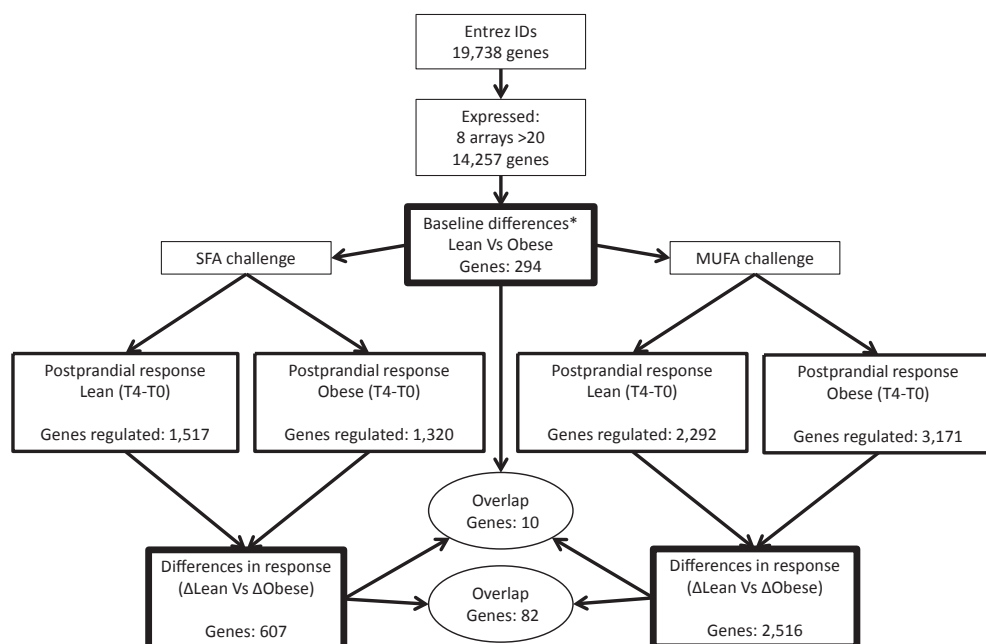 Entrez IDs
19,738 genes
Expressed:
8 arrays >20
14,257 genes
Baseline differences*
Lean Vs Obese
Genes: 294
SFA challenge
MUFA challenge
Postprandial response
Lean (T4-T0)
Genes regulated: 1,517
Postprandial response
Obese (T4-T0)
Genes regulated: 1,320
Postprandial response
Lean (T4-T0)
Genes regulated: 2,292
Postprandial response
Obese (T4-T0)
Genes regulated: 3,171
Overlap
Genes: 10
Differences in response
(ΔLean Vs ΔObese)
Genes: 607
Overlap
Genes: 82
Differences in response
(ΔLean Vs ΔObese)
Genes: 2,516